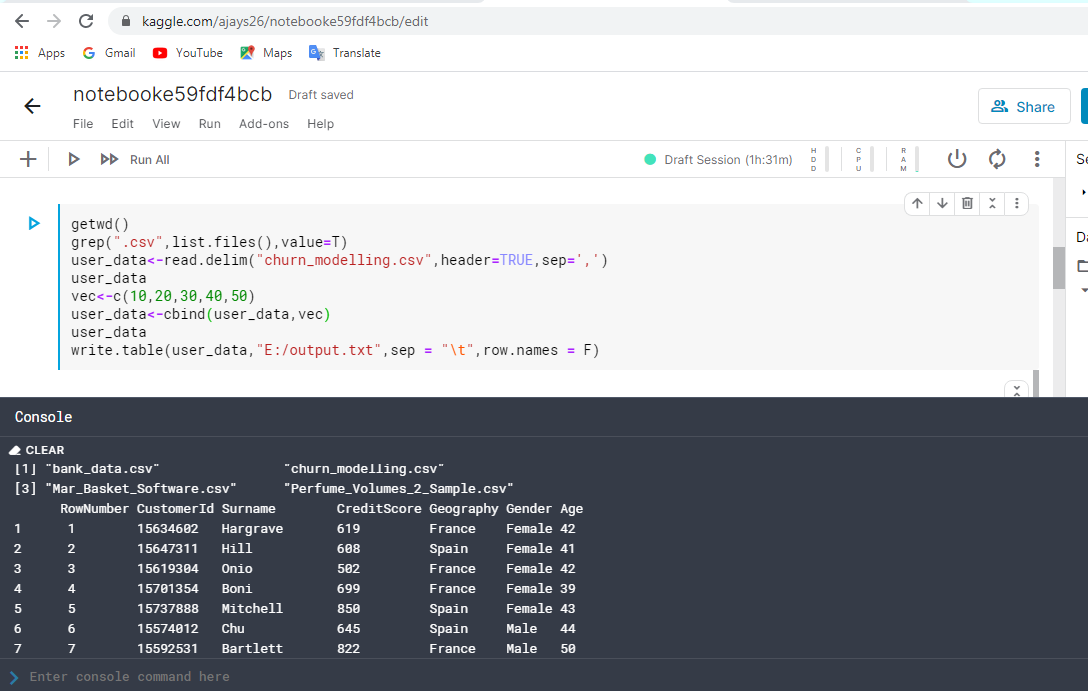 kaggle.com/ajays26/notebooke59fdf4bcb/edit
Apps Gmail YouTube Maps Translate
notebooke59fdf4bcb Draft saved
Share
File Edit View Run Add-ons Help
Run All
Draft Session (1h:31m)
HDD
CPU
RAM
getwd()
grep(".csv",list.files(),value=T)
user_data<-read.delim("churn_modelling.csv",header=TRUE,sep=',')
user_data
vec<-c(10,20,30,40,50)
user_data<-cbind(user_data,vec)
user_data
write.table(user_data,"E:/output.txt",sep = "\t",row.names = F)
Console
CLEAR
[1] "bank_data.csv" "churn_modelling.csv"
[3] "Mar_Basket_Software.csv" "Perfume_Volumes_2_Sample.csv"
RowNumber CustomerId Surname CreditScore Geography Gender Age
1 1 15634602 Hargrave 619 France Female 42
2 2 15647311 Hill 608 Spain Female 41
3 3 15619304 Onio 502 France Female 42
4 4 15701354 Boni 699 France Female 39
5 5 15737888 Mitchell 850 Spain Female 43
6 6 15574012 Chu 645 Spain Male 44
7 7 15592531 Bartlett 822 France Male 50
Enter console command here